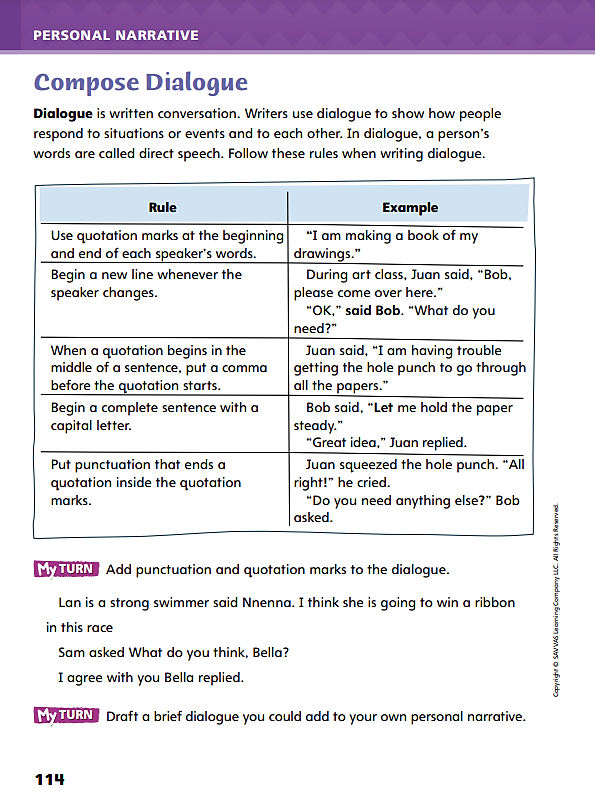 PERSONAL NARRATIVE
Compose Dialogue
Dialogue is written conversation. Writers use dialogue to show how people
respond to situations or events and to each other. In dialogue, a person’s
words are called direct speech. Follow these rules when writing dialogue.
Rule
Example
Use quotation marks at the beginning
and end of each speaker’s words.
“I am making a book of my
drawings.”
Begin a new line whenever the
speaker changes.
During art class, Juan said, “Bob,
please come over here.”
“OK,” said Bob. “What do you
need?”
When a quotation begins in the
middle of a sentence, put a comma
before the quotation starts.
Juan said, “I am having trouble
getting the hole punch to go through
all the papers.”
Begin a complete sentence with a
capital letter.
Bob said, “Let me hold the paper
steady.”
“Great idea,” Juan replied.
Put punctuation that ends a
quotation inside the quotation
marks.
Juan squeezed the hole punch. “All
right!” he cried.
“Do you need anything else?” Bob
asked.
My TURN Add punctuation and quotation marks to the dialogue.
Lan is a strong swimmer said Nnenna. I think she is going to win a ribbon
in this race
Sam asked What do you think, Bella?
I agree with you Bella replied.
My TURN Draft a brief dialogue you could add to your own personal narrative.
Copyright © SAVVAS Learning Company LLC. All Rights Reserved.
114